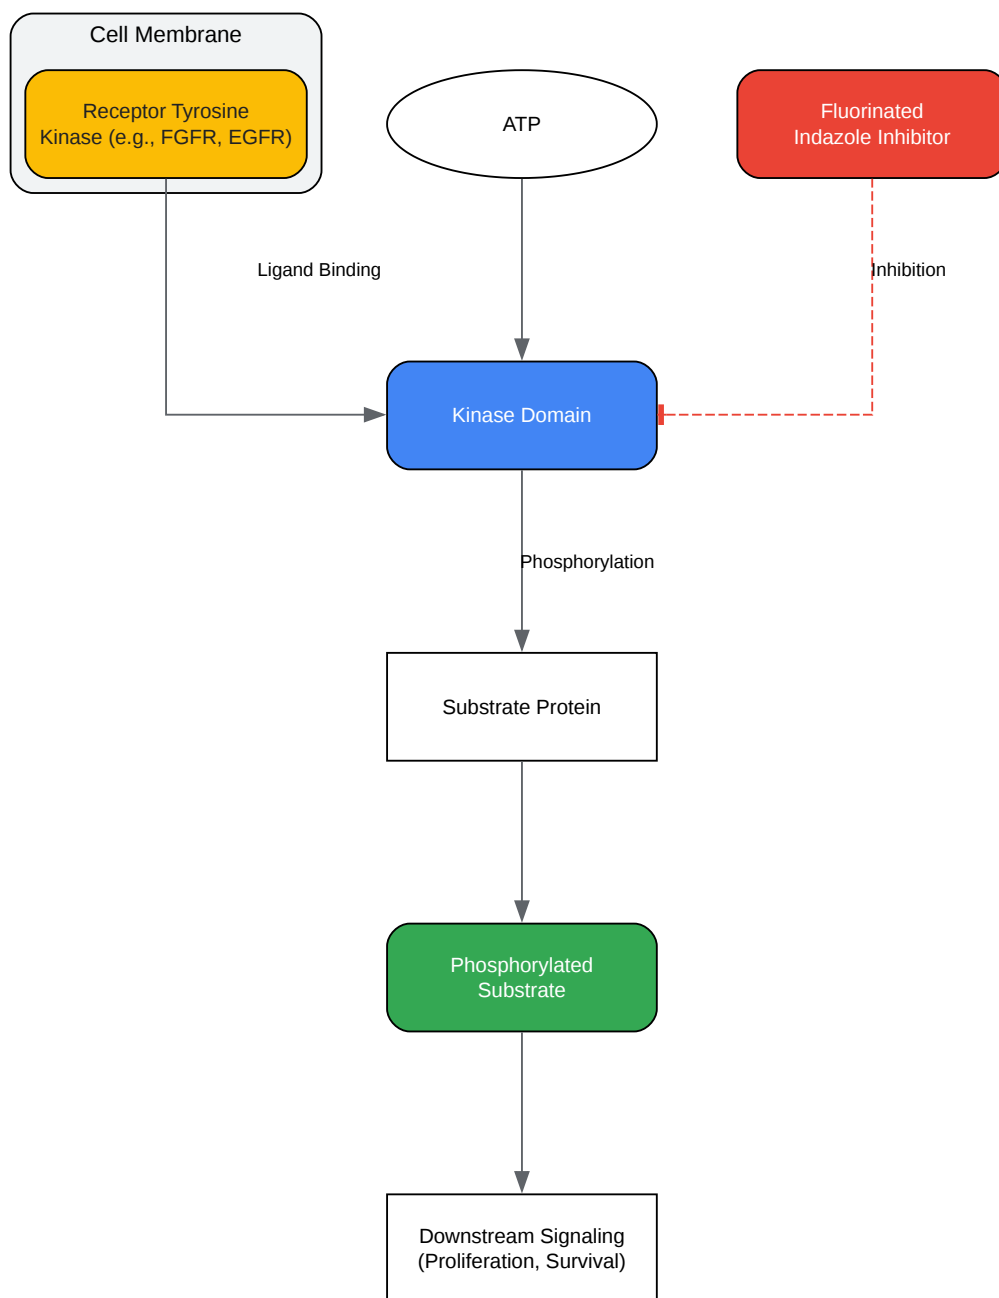 Cell Membrane
Receptor Tyrosine
Kinase (e.g., FGFR, EGFR)
ATP
Fluorinated
Indazole Inhibitor
Ligand Binding
Inhibition
Kinase Domain
Phosphorylation
Substrate Protein
Phosphorylated
Substrate
Downstream Signaling
(Proliferation, Survival)